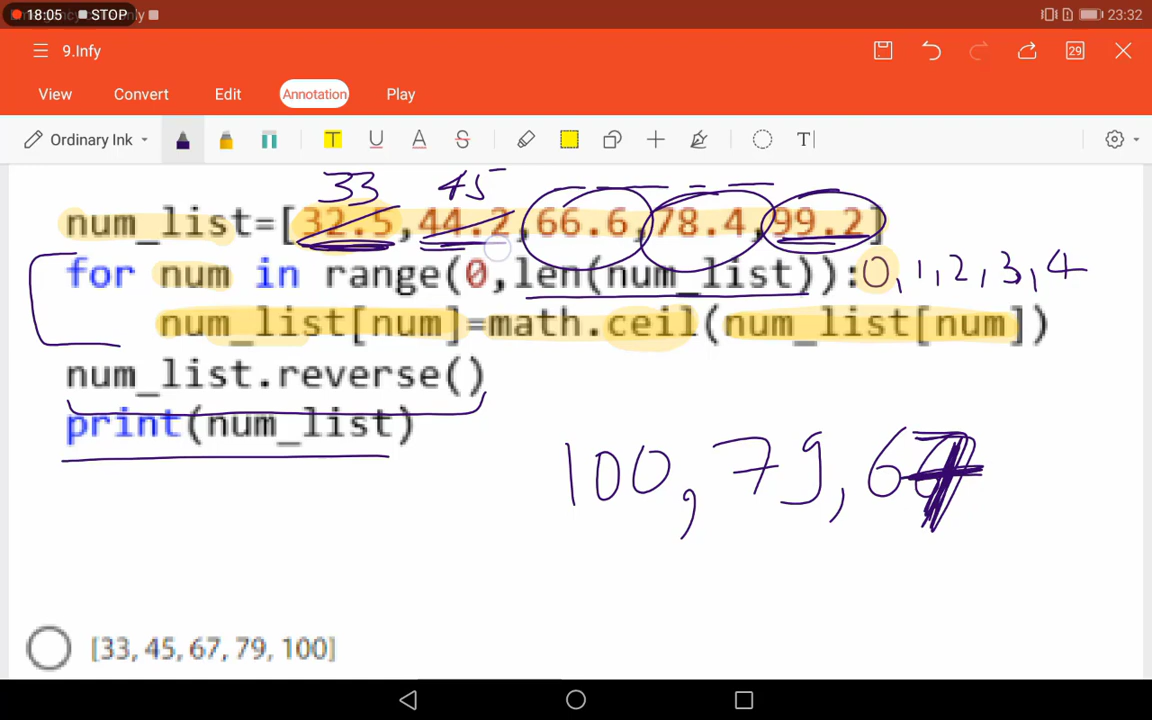 18:05 STOP 23:32
9.Infy 29
View Convert Edit Annotation Play
Ordinary Ink T T|
33 45
num_list=[32.5,44.2,66.6,78.4,99.2]
for num in range(0,len(num_list)):0,1,2,3,4
num_list[num]=math.ceil(num_list[num])
num_list.reverse()
print(num_list)
100,79,67
[33, 45, 67, 79, 100]